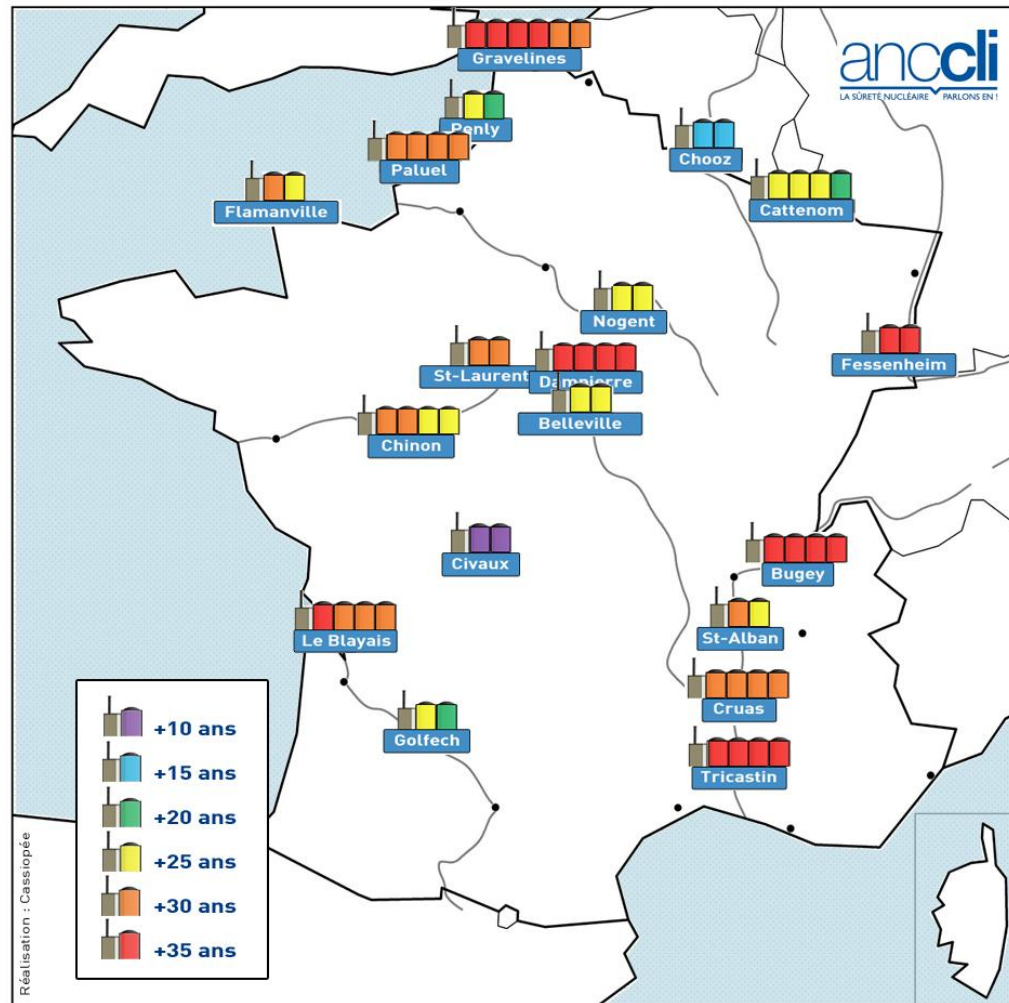 anccli
LA SÛRETÉ NUCLÉAIRE PARLONS EN !
Gravelines
Penly
Chooz
Paluel
Cattenom
Flamanville
Nogent
Fessenheim
St-Laurent
Dampierre
Belleville
Chinon
Civaux
Bugey
Le Blayais
St-Alban
Cruas
Golfech
Tricastin
+10 ans
+15 ans
+20 ans
+25 ans
+30 ans
+35 ans
Réalisation : Cassiopée